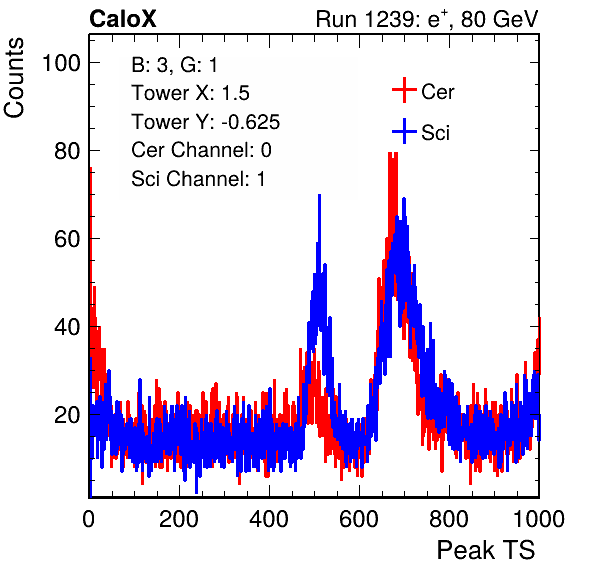 CaloX Run 1239: e⁺, 80 GeV
Counts
100
80
60
40
20
B: 3, G: 1
Tower X: 1.5
Tower Y: -0.625
Cer Channel: 0
Sci Channel: 1
Cer
Sci
0 200 400 600 800 1000
Peak TS